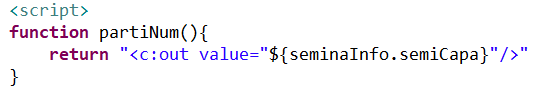 <script>
function partiNum(){
    return "<c:out value="${seminaInfo.semiCapa}"/>"
}